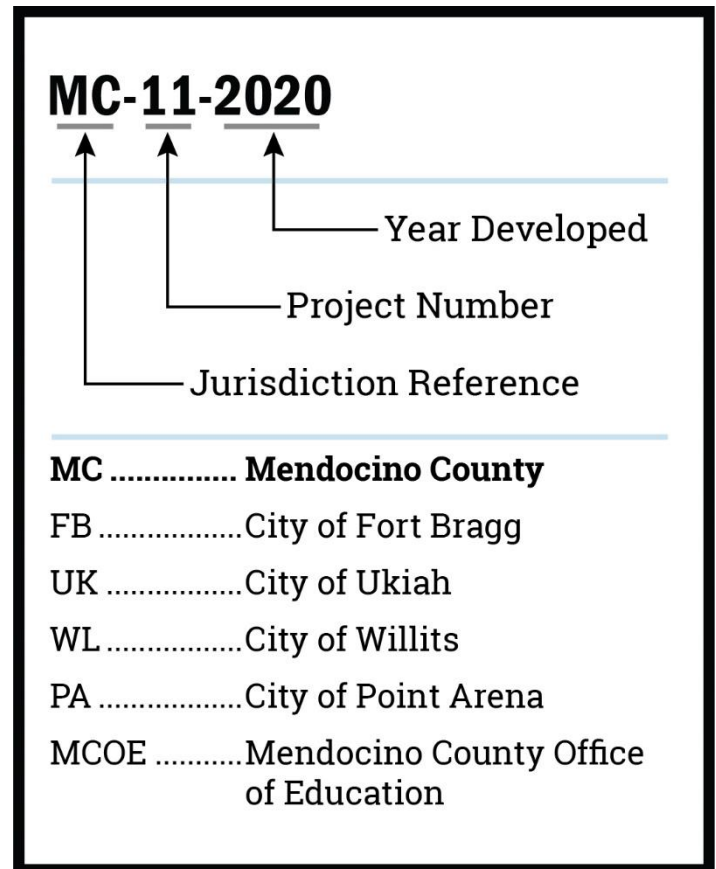 MC-11-2020
Year Developed
Project Number
Jurisdiction Reference
MC ............... Mendocino County
FB .................City of Fort Bragg
UK ................City of Ukiah
WL ................City of Willits
PA .................City of Point Arena
MCOE ...........Mendocino County Office
of Education